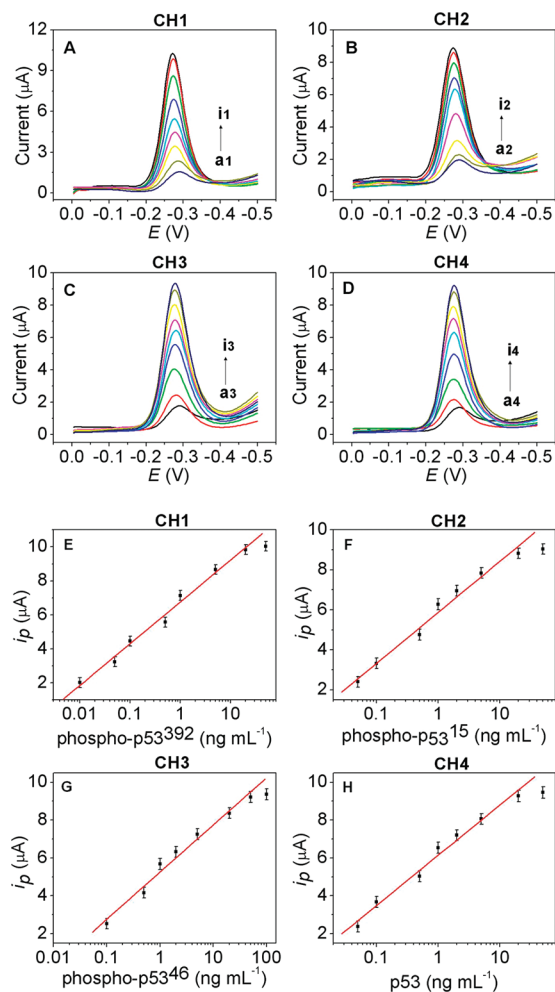 CH1
CH2
A
B
12
9
6
3
0
Current (μA)
i1
a1
0.0 -0.1 -0.2 -0.3 -0.4 -0.5
E (V)
10
8
6
4
2
0
Current (μA)
i2
a2
0.0 -0.1 -0.2 -0.3 -0.4 -0.5
E (V)
CH3
CH4
C
D
10
8
6
4
2
0
Current (μA)
i3
a3
0.0 -0.1 -0.2 -0.3 -0.4 -0.5
E (V)
10
8
6
4
2
0
Current (μA)
i4
a4
0.0 -0.1 -0.2 -0.3 -0.4 -0.5
E (V)
CH1
CH2
E
F
10
8
6
4
2
ip (μA)
0.01 0.1 1 10
phospho-p53³⁹² (ng mL⁻¹)
10
8
6
4
2
ip (μA)
0.1 1 10
phospho-p53¹⁵ (ng mL⁻¹)
CH3
CH4
G
H
10
8
6
4
2
ip (μA)
0.1 1 10 100
phospho-p53⁴⁶ (ng mL⁻¹)
10
8
6
4
2
ip (μA)
0.1 1 10
p53 (ng mL⁻¹)